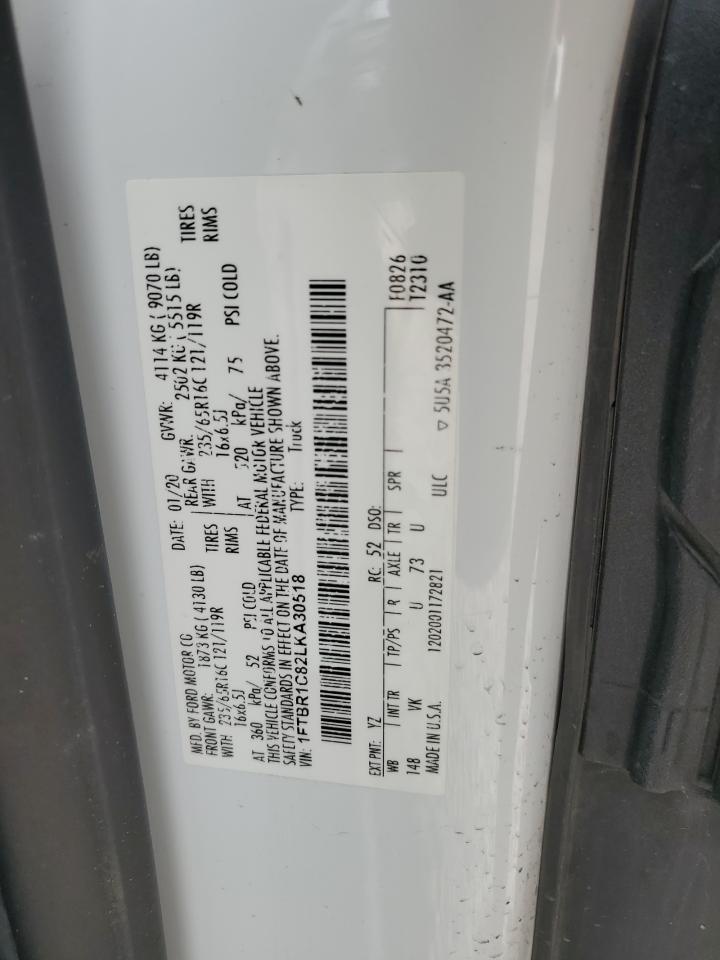 MFD. BY FORD MOTOR CO
DATE: 01/20 GVWR: 4114 KG ( 9070 LB)
FRONT GAWR: 1873 KG ( 4130 LB) REAR GAWR: 2502 KG ( 5515 LB)
WITH 235/65R16C 121/119R TIRES WITH 235/65R16C 121/119R TIRES
16x6.5J RIMS 16x6.5J RIMS
AT 360 kPa/ 52 PSI COLD AT 520 kPa/ 75 PSI COLD
THIS VEHICLE CONFORMS TO ALL APPLICABLE FEDERAL MOTOR VEHICLE
SAFETY STANDARDS IN EFFECT ON THE DATE OF MANUFACTURE SHOWN ABOVE.
VIN: 1FTBR1C82LKA30518 TYPE: Truck
EXT PNT: YZ RC: 52 DSO: F0826
WB INT TR TP/PS R AXLE TR SPR T2310
148 VK U 73 U
MADE IN U.S.A. 1202001172821 ULC ▽ 5USA 3520472-AA